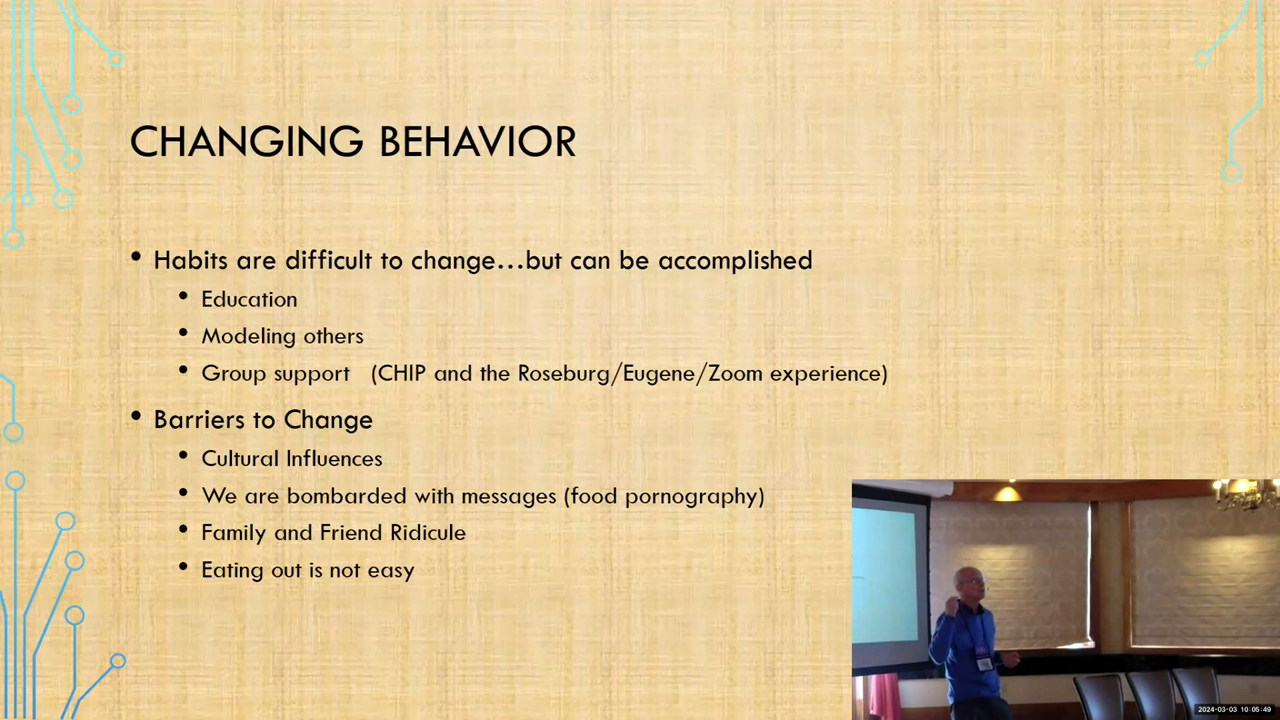 CHANGING BEHAVIOR
• Habits are difficult to change...but can be accomplished
• Education
• Modeling others
• Group support (CHIP and the Roseburg/Eugene/Zoom experience)
• Barriers to Change
• Cultural Influences
• We are bombarded with messages (food pornography)
• Family and Friend Ridicule
• Eating out is not easy
2024-03-03 10:05:49